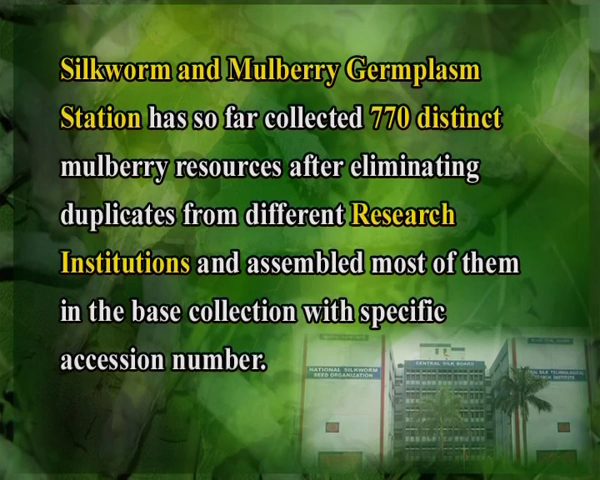 Silkworm and Mulberry Germplasm
Station has so far collected 770 distinct
mulberry resources after eliminating
duplicates from different Research
Institutions and assembled most of them
in the base collection with specific
accession number.
NATIONAL SILKWORM
SEED ORGANIZATION
CENTRAL SILK BOARD